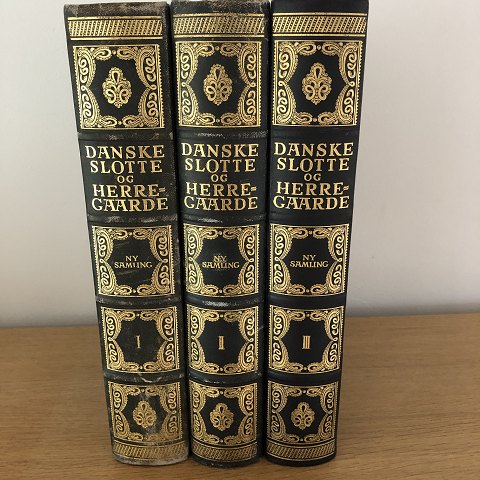 DANSKE
SLOTTE
OG
HERRE=
GAARDE
NY
SAMLING
I
DANSKE
SLOTTE
OG
HERRE=
GAARDE
NY
SAMLING
II
DANSKE
SLOTTE
OG
HERRE=
GAARDE
NY
SAMLING
III